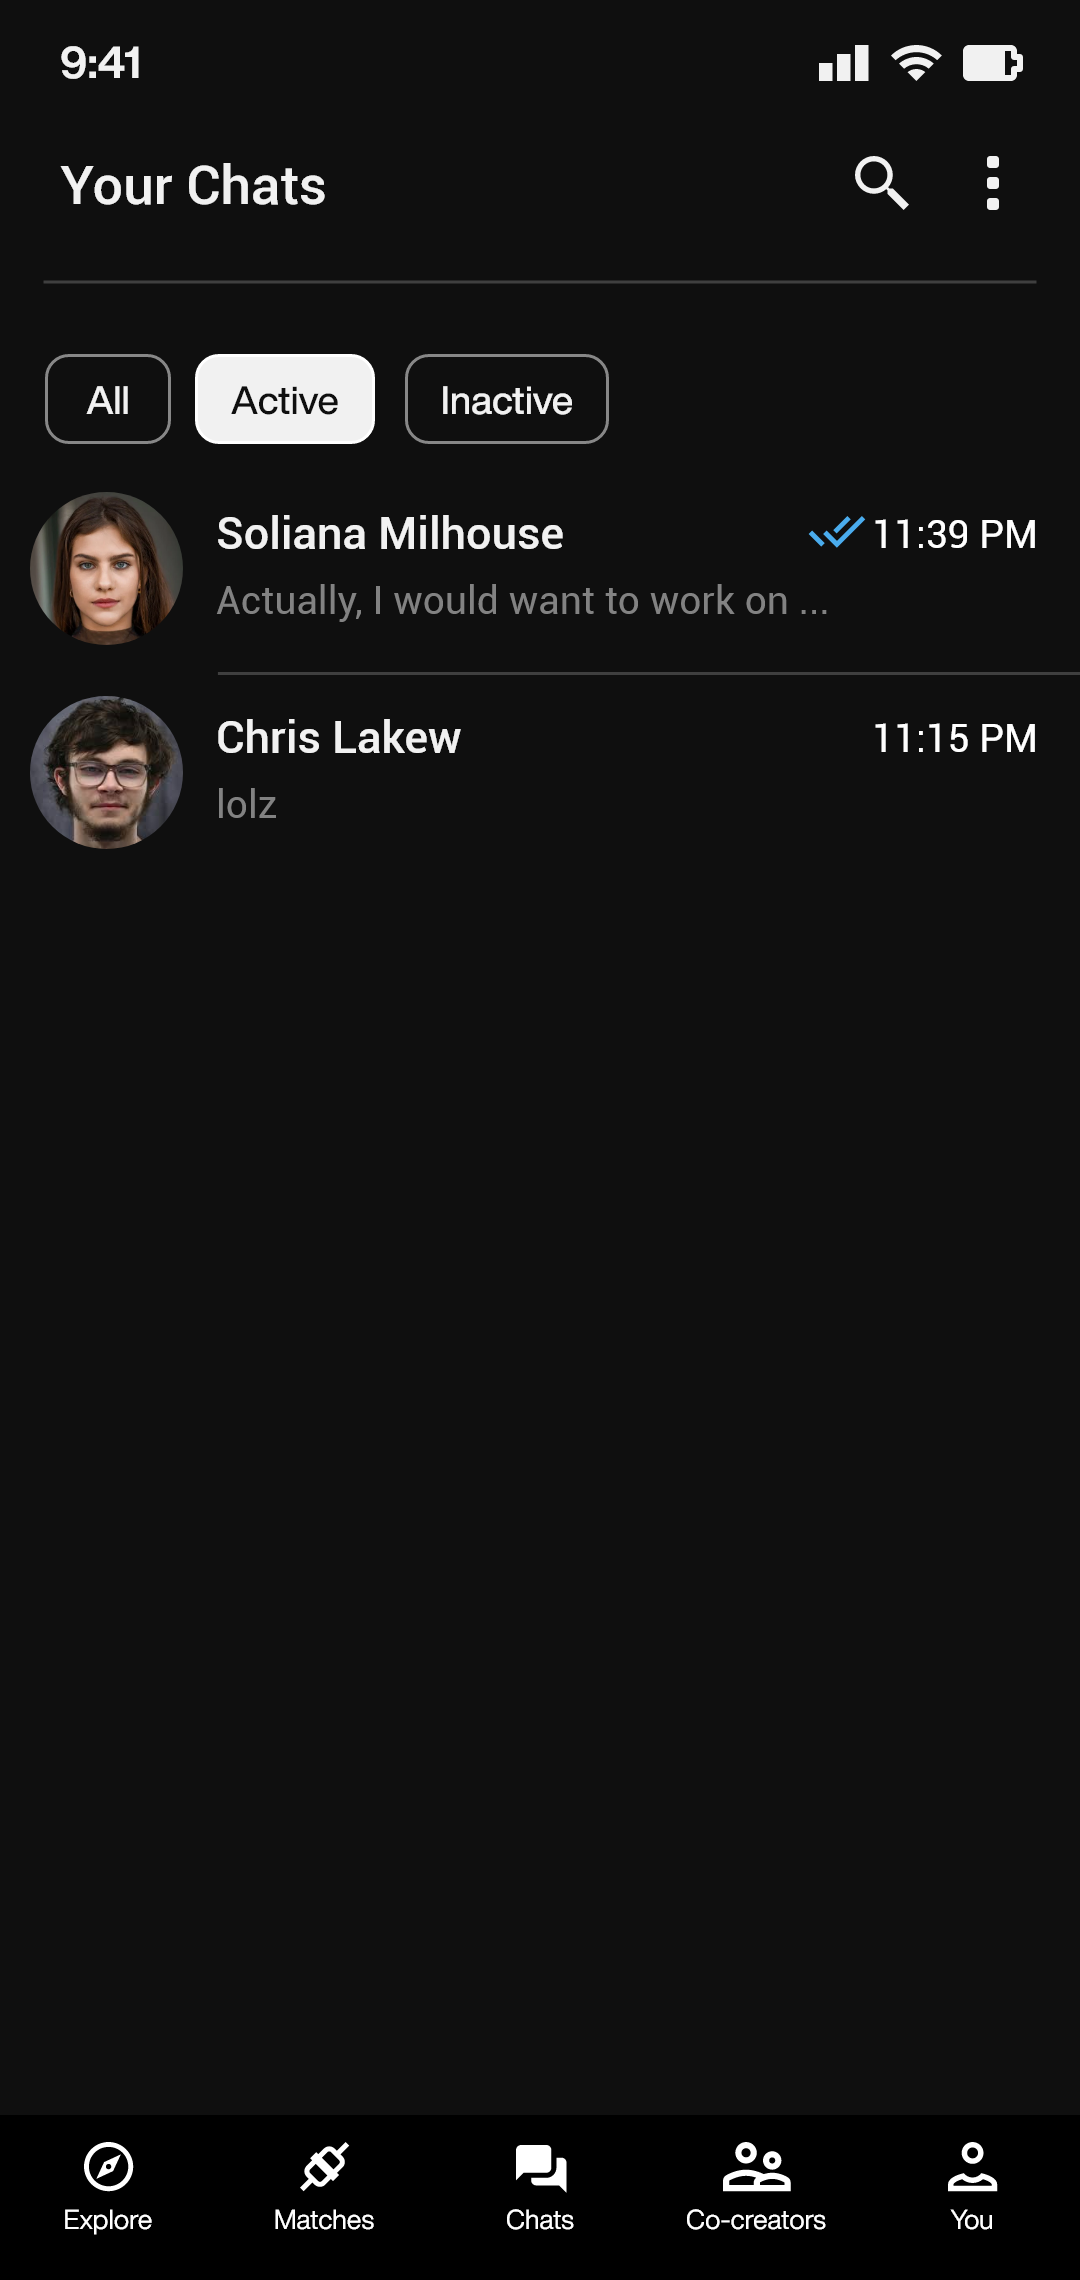 9:41
Your Chats
All Active Inactive
Soliana Milhouse 11:39 PM
Actually, I would want to work on ...
Chris Lakew 11:15 PM
lolz
Explore Matches Chats Co-creators You